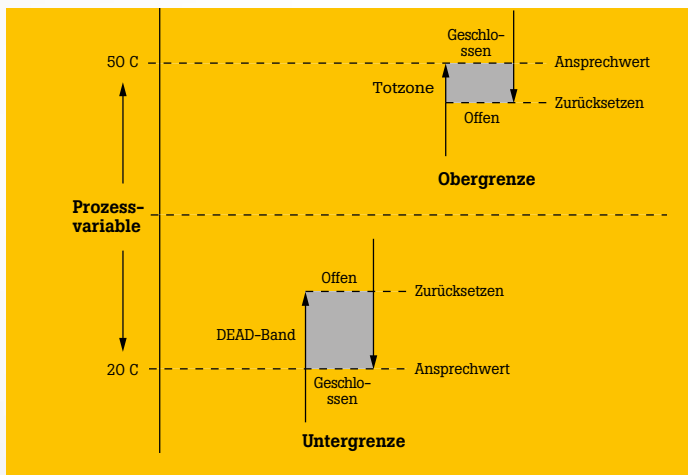 Geschlo-
ssen
50 C
Ansprechwert
Totzone
Zurücksetzen
Offen
Obergrenze
Prozess-
variable
Offen
Zurücksetzen
DEAD-Band
20 C
Ansprechwert
Geschlo-
ssen
Untergrenze